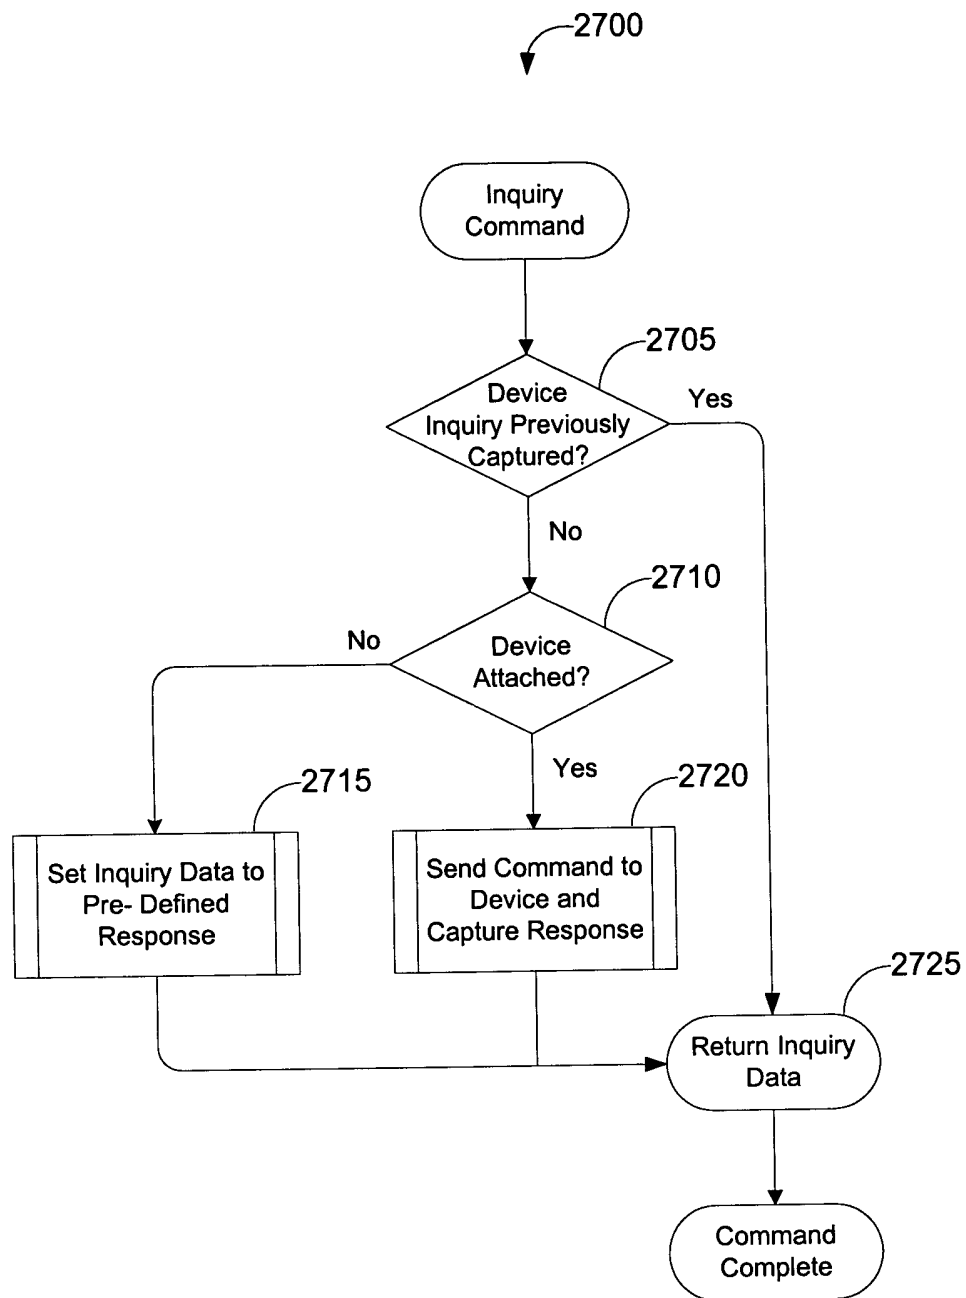 2700
Inquiry
Command
2705
Device
Inquiry Previously
Captured?
Yes
No
2710
Device
Attached?
No
Yes
2715
Set Inquiry Data to
Pre- Defined
Response
2720
Send Command to
Device and
Capture Response
2725
Return Inquiry
Data
Command
Complete